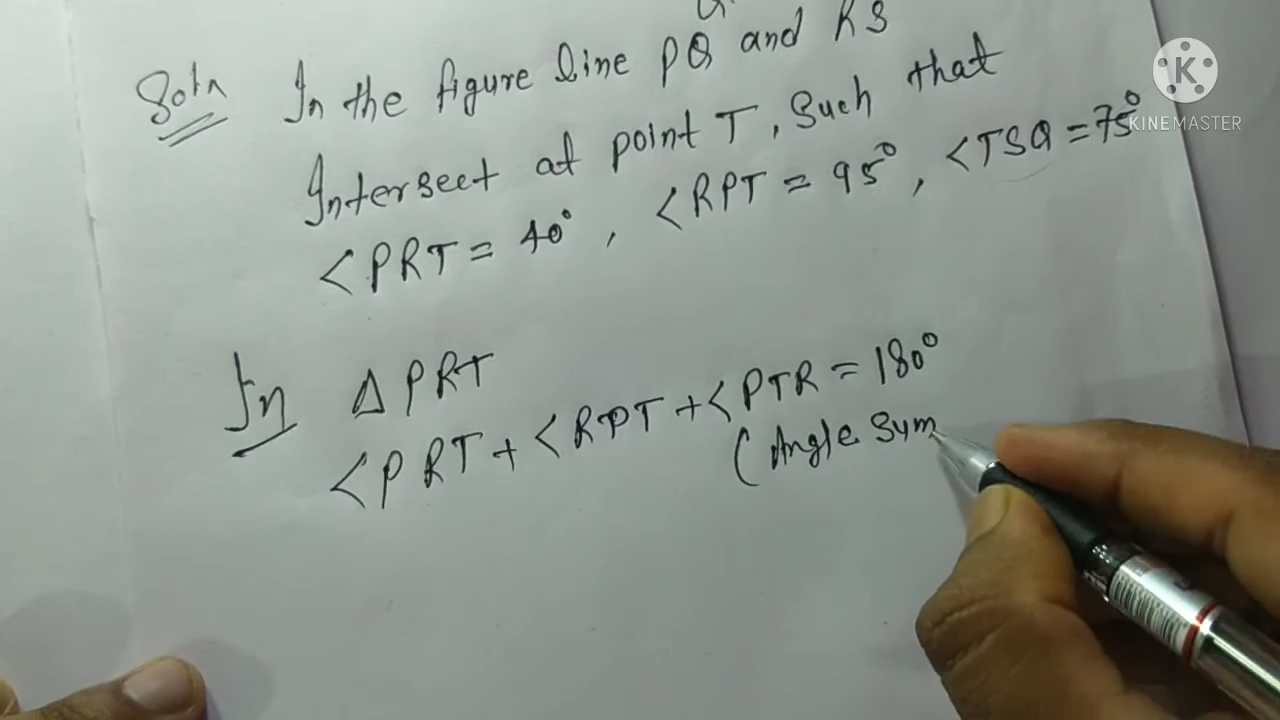 Soln In the figure line PQ and RS
Intersect at point T, Such that
<PRT = 40°, <RPT = 95°, <TSQ = 75°
In Δ PRT
<PRT + <RPT + <PTR = 180°
(Angle Sum
K
KINEMASTER